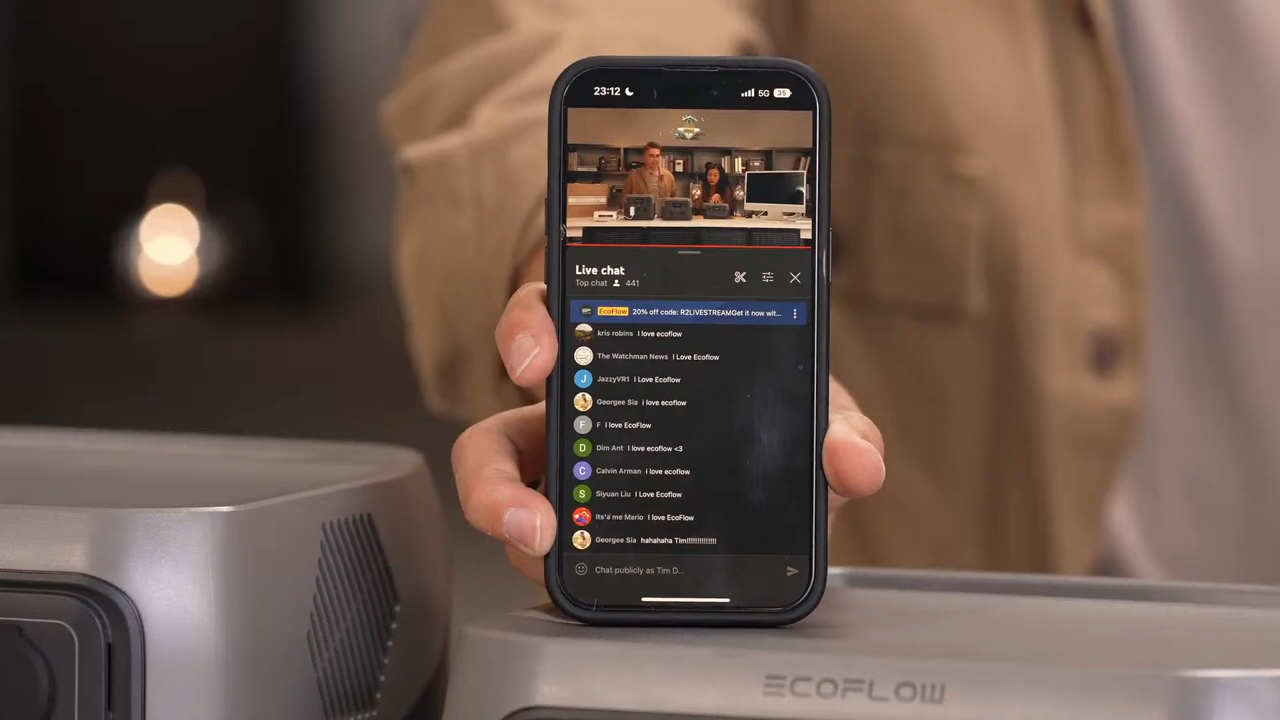 23:12
5G 35
Live chat
Top chat 441
EcoFlow 20% off code: R2LIVESTREAMGet it now wit...
kris robins I love ecoflow
The Watchman News I Love Ecoflow
JazzyVR1 I Love Ecoflow
Georgee Sia i love ecoflow
F F I love EcoFlow
D Dim Ant I love ecoflow <3
C Calvin Arman i love ecoflow
S Siyuan Liu I Love Ecoflow
Its'a me Mario I love EcoFlow
Georgee Sia hahahaha Tim!!!!!!!!!!!!!!
Chat publicly as Tim D...
ECOFLOW